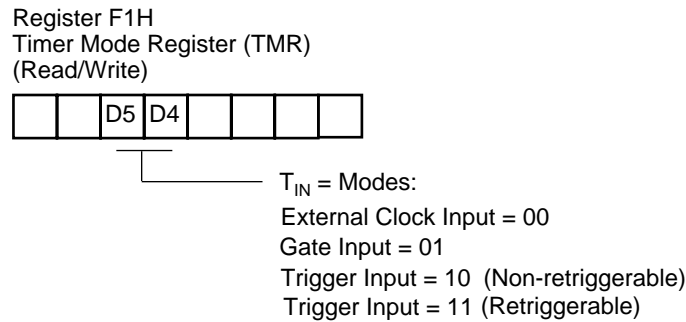 Register F1H
Timer Mode Register (TMR)
(Read/Write)
D5 D4
TIN = Modes:
External Clock Input = 00
Gate Input = 01
Trigger Input = 10 (Non-retriggerable)
Trigger Input = 11 (Retriggerable)